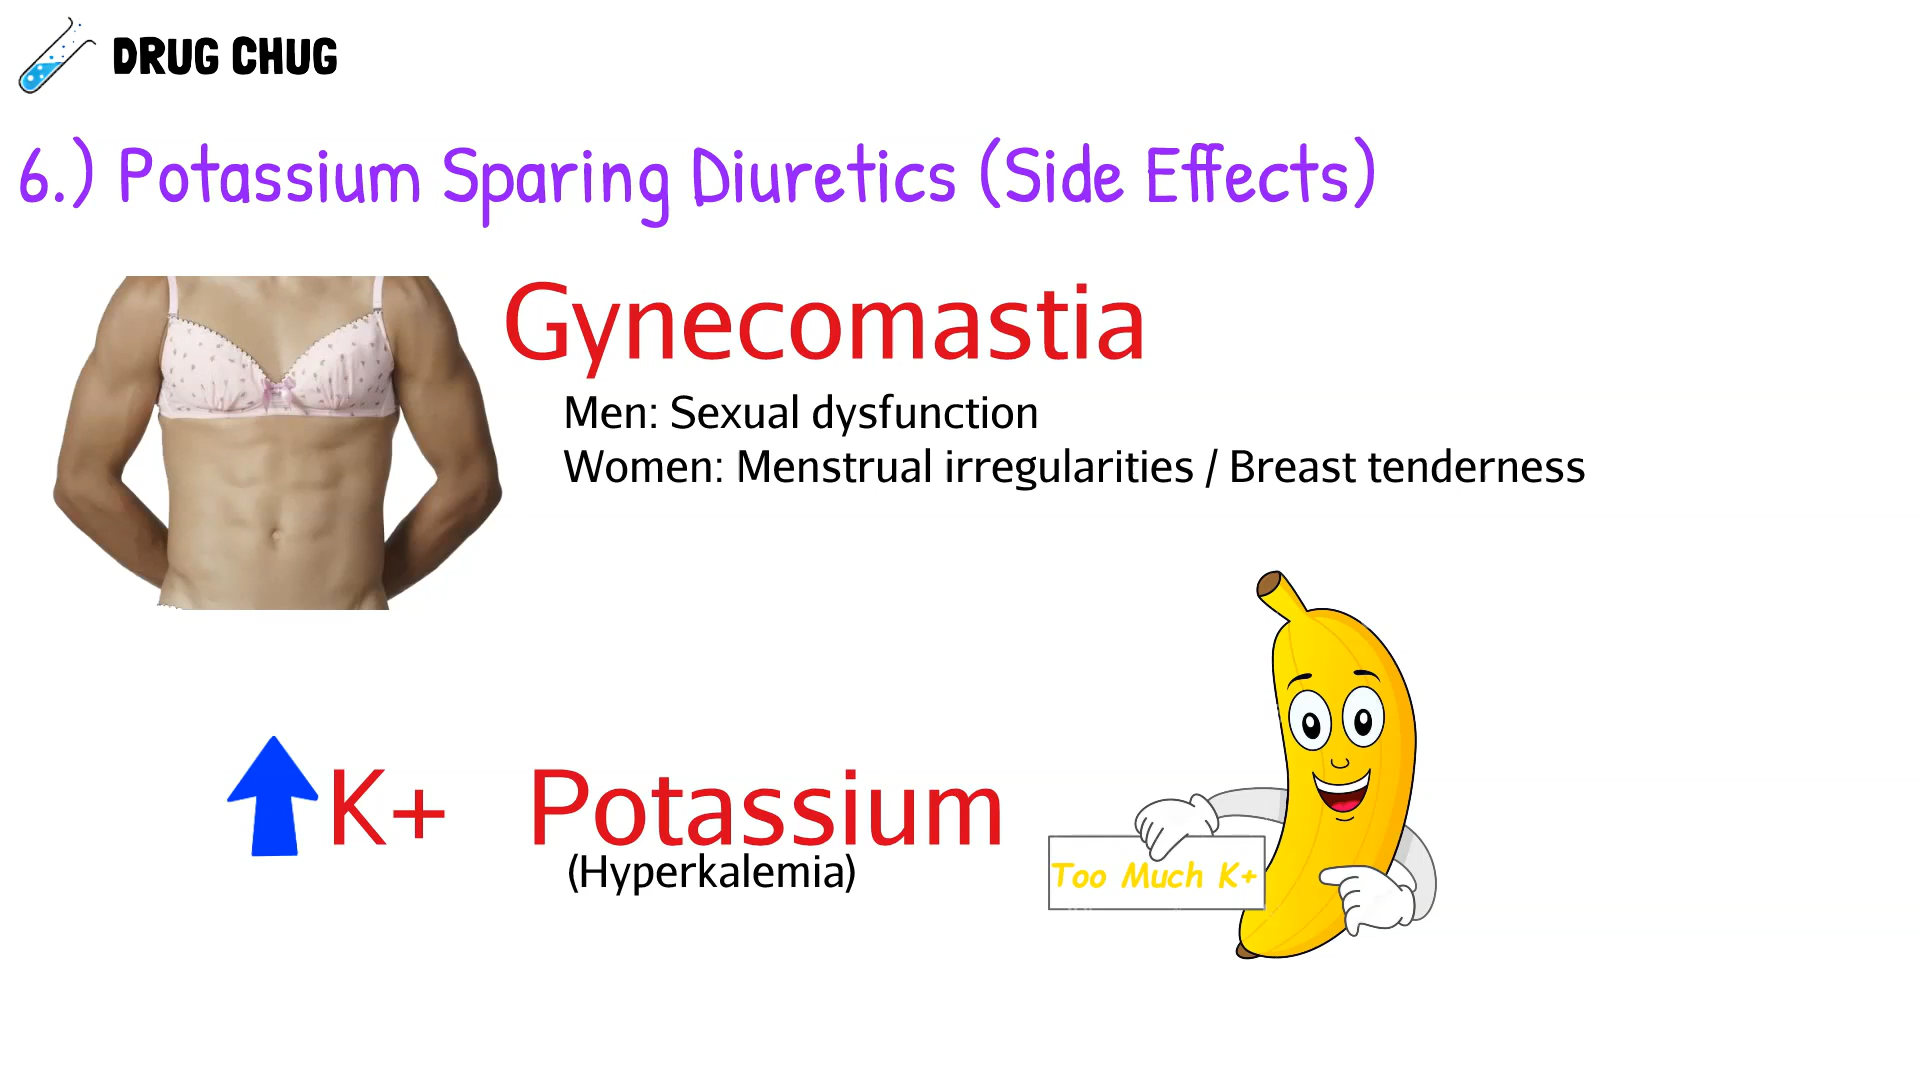 DRUG CHUG
6.) Potassium Sparing Diuretics (Side Effects)
Gynecomastia
Men: Sexual dysfunction
Women: Menstrual irregularities / Breast tenderness
K+ Potassium
(Hyperkalemia)
Too Much K+